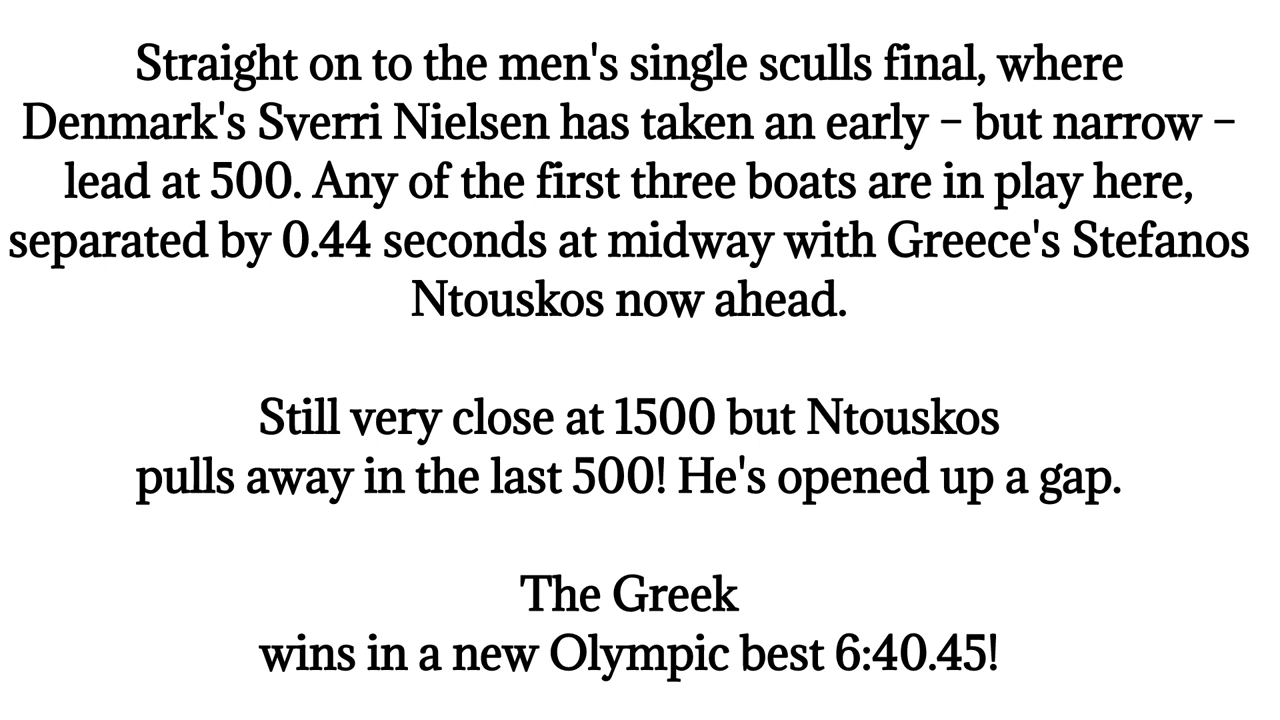 Straight on to the men's single sculls final, where
Denmark's Sverri Nielsen has taken an early – but narrow –
lead at 500. Any of the first three boats are in play here,
separated by 0.44 seconds at midway with Greece's Stefanos
Ntouskos now ahead.
Still very close at 1500 but Ntouskos
pulls away in the last 500! He's opened up a gap.
The Greek
wins in a new Olympic best 6:40.45!